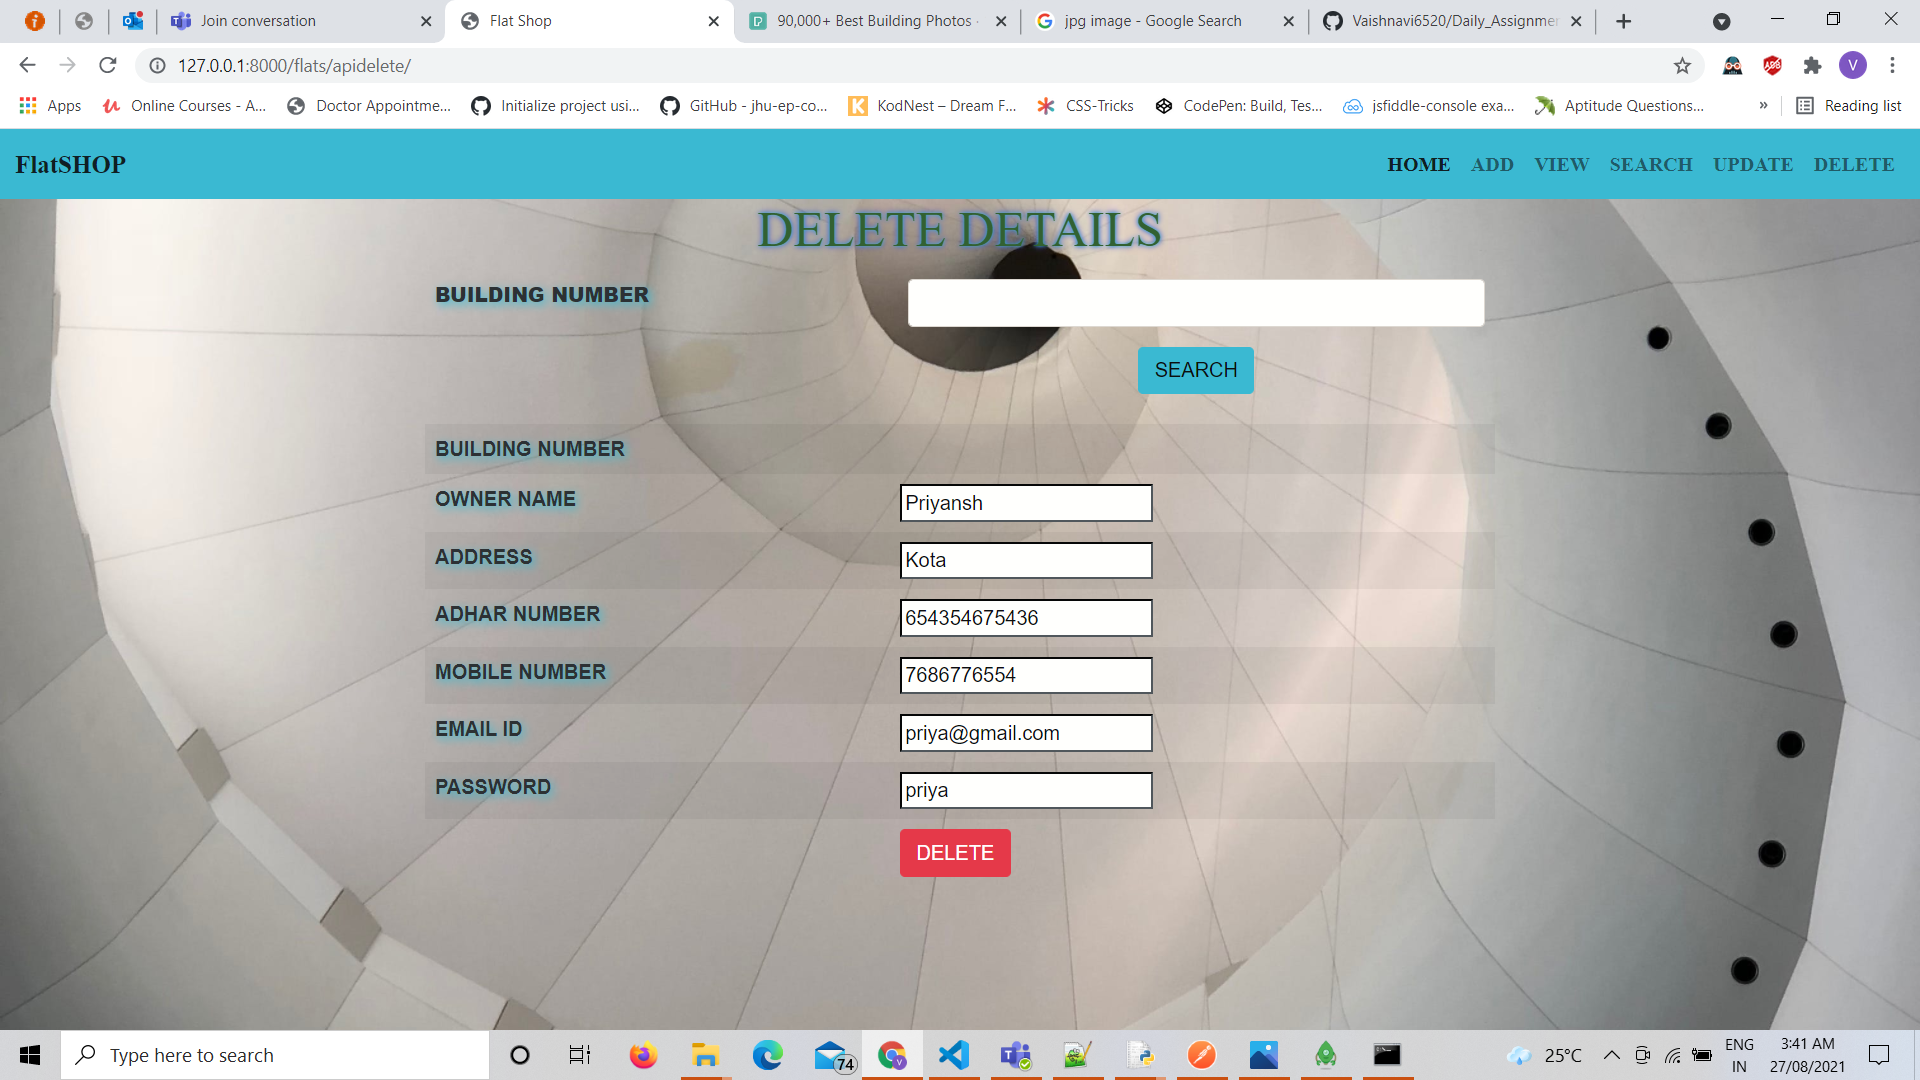 Join conversation
Flat Shop
90,000+ Best Building Photos
jpg image - Google Search
Vaishnavi6520/Daily_Assignme
127.0.0.1:8000/flats/apidelete/
V
Apps
Online Courses - A...
Doctor Appointme...
Initialize project usi...
GitHub - jhu-ep-co...
KodNest – Dream F...
CSS-Tricks
CodePen: Build, Tes...
jsfiddle-console exa...
Aptitude Questions...
»
Reading list
FlatSHOP
HOME
ADD
VIEW
SEARCH
UPDATE
DELETE
DELETE DETAILS
BUILDING NUMBER
SEARCH
BUILDING NUMBER
OWNER NAME
Priyansh
ADDRESS
Kota
ADHAR NUMBER
654354675436
MOBILE NUMBER
7686776554
EMAIL ID
priya@gmail.com
PASSWORD
priya
DELETE
Type here to search
74
25°C
ENG
IN
3:41 AM
27/08/2021